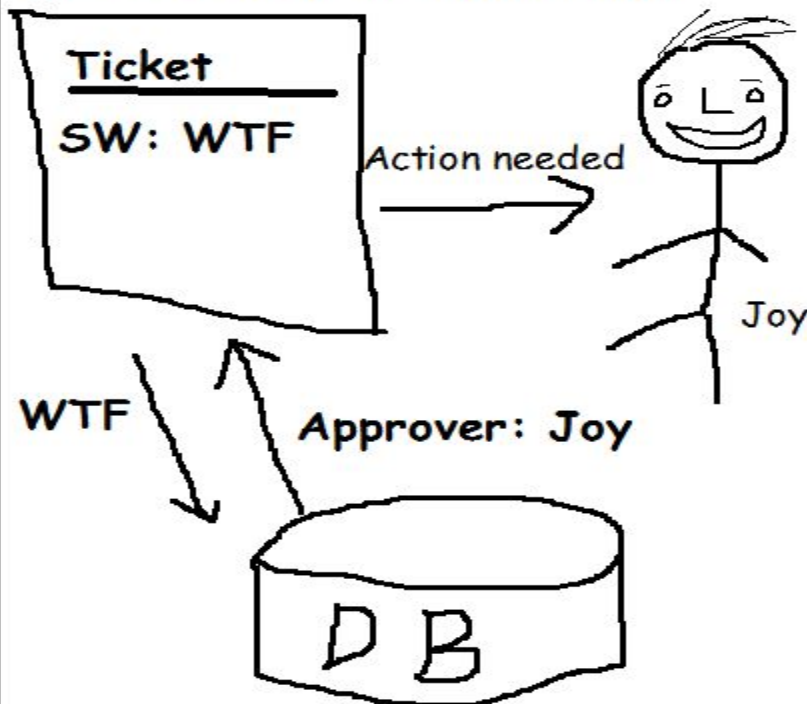 Ticket
SW: WTF
Action needed
Joy
WTF
Approver: Joy
DB